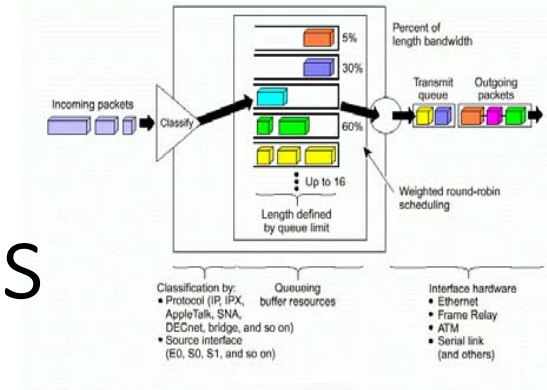 5%
Percent of
length bandwidth
30%
Transmit
queue
Outgoing
packets
Incoming packets
Classify
60%
Up to 16
Weighted round-robin
scheduling
Length defined
by queue limit
S
Classification by:
• Protocol (IP, IPX,
AppleTalk, SNA,
DECnet, bridge, and so on)
• Source interface
(E0, S0, S1, and so on)
Queueing
buffer resources
Interface hardware
• Ethernet
• Frame Relay
• ATM
• Serial link
(and others)